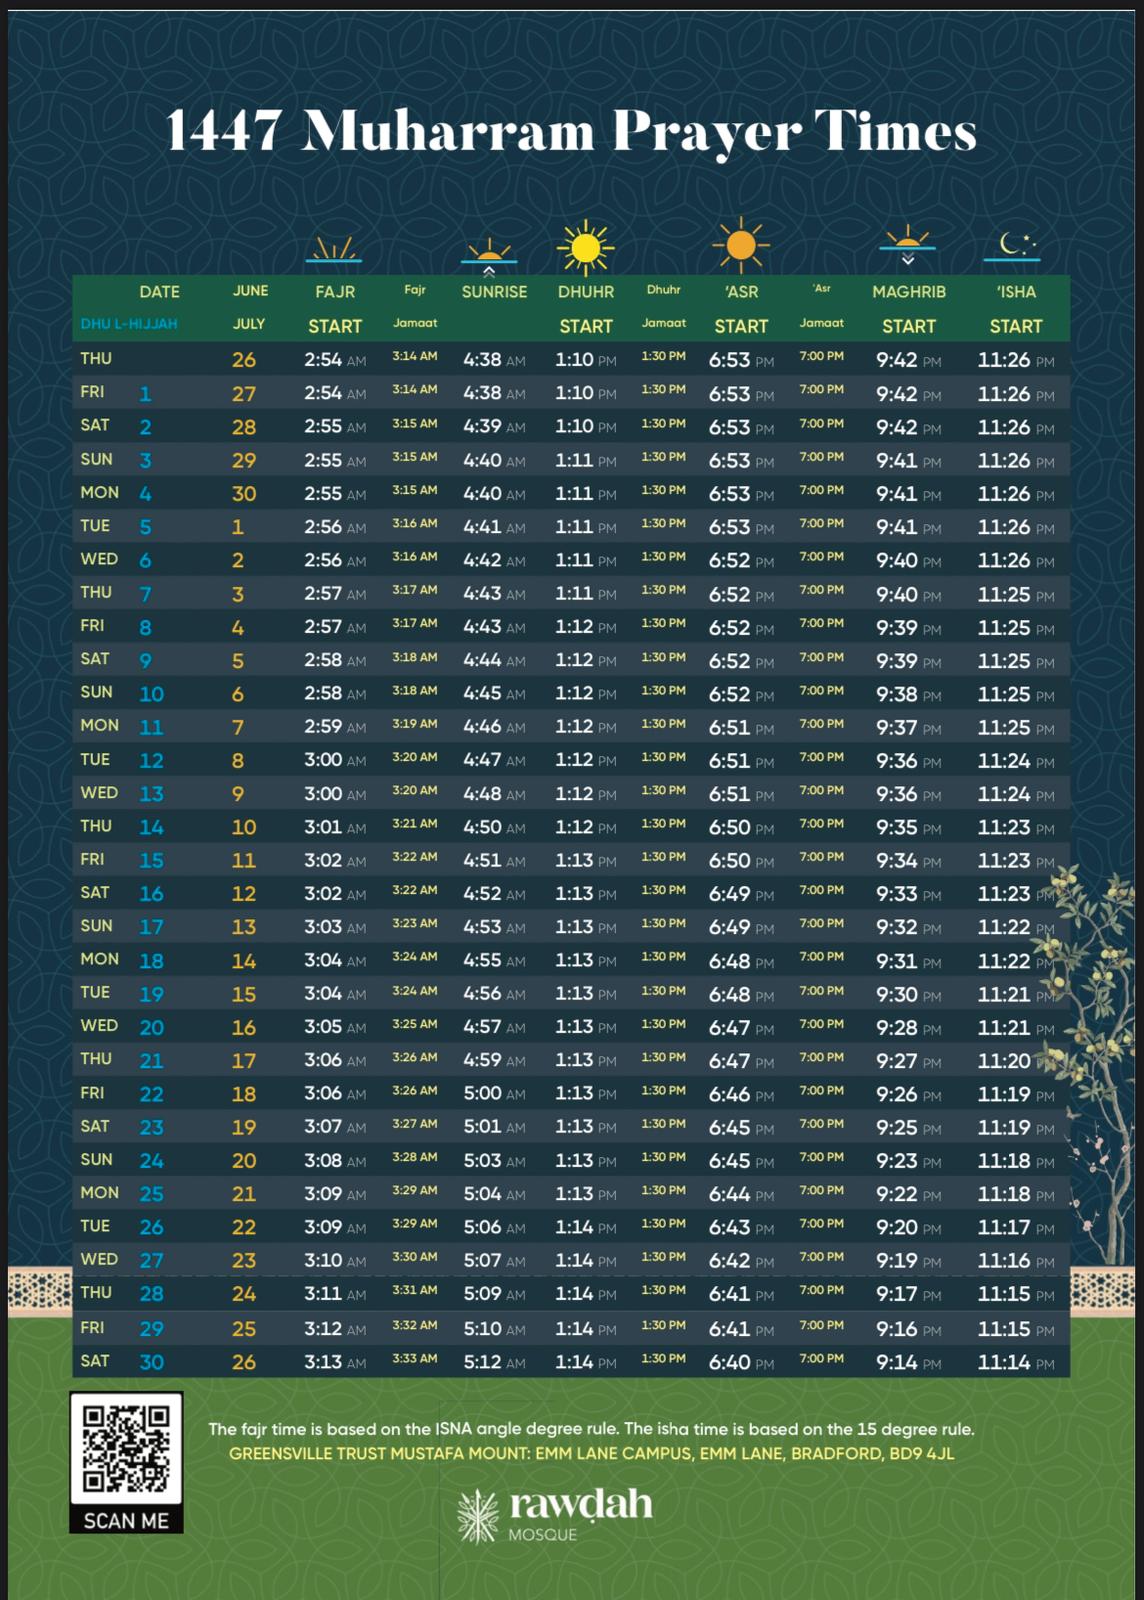 1447 Muharram Prayer Times
DATE JUNE FAJR Fajr SUNRISE DHUHR Dhuhr 'ASR 'Asr MAGHRIB 'ISHA
DHU L-HIJJAH JULY START Jamaat START Jamaat START Jamaat START START
THU 26 2:54 AM 3:14 AM 4:38 AM 1:10 PM 1:30 PM 6:53 PM 7:00 PM 9:42 PM 11:26 PM
FRI 1 27 2:54 AM 3:14 AM 4:38 AM 1:10 PM 1:30 PM 6:53 PM 7:00 PM 9:42 PM 11:26 PM
SAT 2 28 2:55 AM 3:15 AM 4:39 AM 1:10 PM 1:30 PM 6:53 PM 7:00 PM 9:42 PM 11:26 PM
SUN 3 29 2:55 AM 3:15 AM 4:40 AM 1:11 PM 1:30 PM 6:53 PM 7:00 PM 9:41 PM 11:26 PM
MON 4 30 2:55 AM 3:15 AM 4:40 AM 1:11 PM 1:30 PM 6:53 PM 7:00 PM 9:41 PM 11:26 PM
TUE 5 1 2:56 AM 3:16 AM 4:41 AM 1:11 PM 1:30 PM 6:53 PM 7:00 PM 9:41 PM 11:26 PM
WED 6 2 2:56 AM 3:16 AM 4:42 AM 1:11 PM 1:30 PM 6:52 PM 7:00 PM 9:40 PM 11:26 PM
THU 7 3 2:57 AM 3:17 AM 4:43 AM 1:11 PM 1:30 PM 6:52 PM 7:00 PM 9:40 PM 11:25 PM
FRI 8 4 2:57 AM 3:17 AM 4:43 AM 1:12 PM 1:30 PM 6:52 PM 7:00 PM 9:39 PM 11:25 PM
SAT 9 5 2:58 AM 3:18 AM 4:44 AM 1:12 PM 1:30 PM 6:52 PM 7:00 PM 9:39 PM 11:25 PM
SUN 10 6 2:58 AM 3:18 AM 4:45 AM 1:12 PM 1:30 PM 6:52 PM 7:00 PM 9:38 PM 11:25 PM
MON 11 7 2:59 AM 3:19 AM 4:46 AM 1:12 PM 1:30 PM 6:51 PM 7:00 PM 9:37 PM 11:25 PM
TUE 12 8 3:00 AM 3:20 AM 4:47 AM 1:12 PM 1:30 PM 6:51 PM 7:00 PM 9:36 PM 11:24 PM
WED 13 9 3:00 AM 3:20 AM 4:48 AM 1:12 PM 1:30 PM 6:51 PM 7:00 PM 9:36 PM 11:24 PM
THU 14 10 3:01 AM 3:21 AM 4:50 AM 1:12 PM 1:30 PM 6:50 PM 7:00 PM 9:35 PM 11:23 PM
FRI 15 11 3:02 AM 3:22 AM 4:51 AM 1:13 PM 1:30 PM 6:50 PM 7:00 PM 9:34 PM 11:23 PM
SAT 16 12 3:02 AM 3:22 AM 4:52 AM 1:13 PM 1:30 PM 6:49 PM 7:00 PM 9:33 PM 11:23 PM
SUN 17 13 3:03 AM 3:23 AM 4:53 AM 1:13 PM 1:30 PM 6:49 PM 7:00 PM 9:32 PM 11:22 PM
MON 18 14 3:04 AM 3:24 AM 4:55 AM 1:13 PM 1:30 PM 6:48 PM 7:00 PM 9:31 PM 11:22 PM
TUE 19 15 3:04 AM 3:24 AM 4:56 AM 1:13 PM 1:30 PM 6:48 PM 7:00 PM 9:30 PM 11:21 PM
WED 20 16 3:05 AM 3:25 AM 4:57 AM 1:13 PM 1:30 PM 6:47 PM 7:00 PM 9:28 PM 11:21 PM
THU 21 17 3:06 AM 3:26 AM 4:59 AM 1:13 PM 1:30 PM 6:47 PM 7:00 PM 9:27 PM 11:20
FRI 22 18 3:06 AM 3:26 AM 5:00 AM 1:13 PM 1:30 PM 6:46 PM 7:00 PM 9:26 PM 11:19 PM
SAT 23 19 3:07 AM 3:27 AM 5:01 AM 1:13 PM 1:30 PM 6:45 PM 7:00 PM 9:25 PM 11:19 PM
SUN 24 20 3:08 AM 3:28 AM 5:03 AM 1:13 PM 1:30 PM 6:45 PM 7:00 PM 9:23 PM 11:18 PM
MON 25 21 3:09 AM 3:29 AM 5:04 AM 1:13 PM 1:30 PM 6:44 PM 7:00 PM 9:22 PM 11:18 PM
TUE 26 22 3:09 AM 3:29 AM 5:06 AM 1:14 PM 1:30 PM 6:43 PM 7:00 PM 9:20 PM 11:17 PM
WED 27 23 3:10 AM 3:30 AM 5:07 AM 1:14 PM 1:30 PM 6:42 PM 7:00 PM 9:19 PM 11:16 PM
THU 28 24 3:11 AM 3:31 AM 5:09 AM 1:14 PM 1:30 PM 6:41 PM 7:00 PM 9:17 PM 11:15 PM
FRI 29 25 3:12 AM 3:32 AM 5:10 AM 1:14 PM 1:30 PM 6:41 PM 7:00 PM 9:16 PM 11:15 PM
SAT 30 26 3:13 AM 3:33 AM 5:12 AM 1:14 PM 1:30 PM 6:40 PM 7:00 PM 9:14 PM 11:14 PM
The fajr time is based on the ISNA angle degree rule. The isha time is based on the 15 degree rule.
GREENSVILLE TRUST MUSTAFA MOUNT: EMM LANE CAMPUS, EMM LANE, BRADFORD, BD9 4JL
SCAN ME
rawḍah
MOSQUE